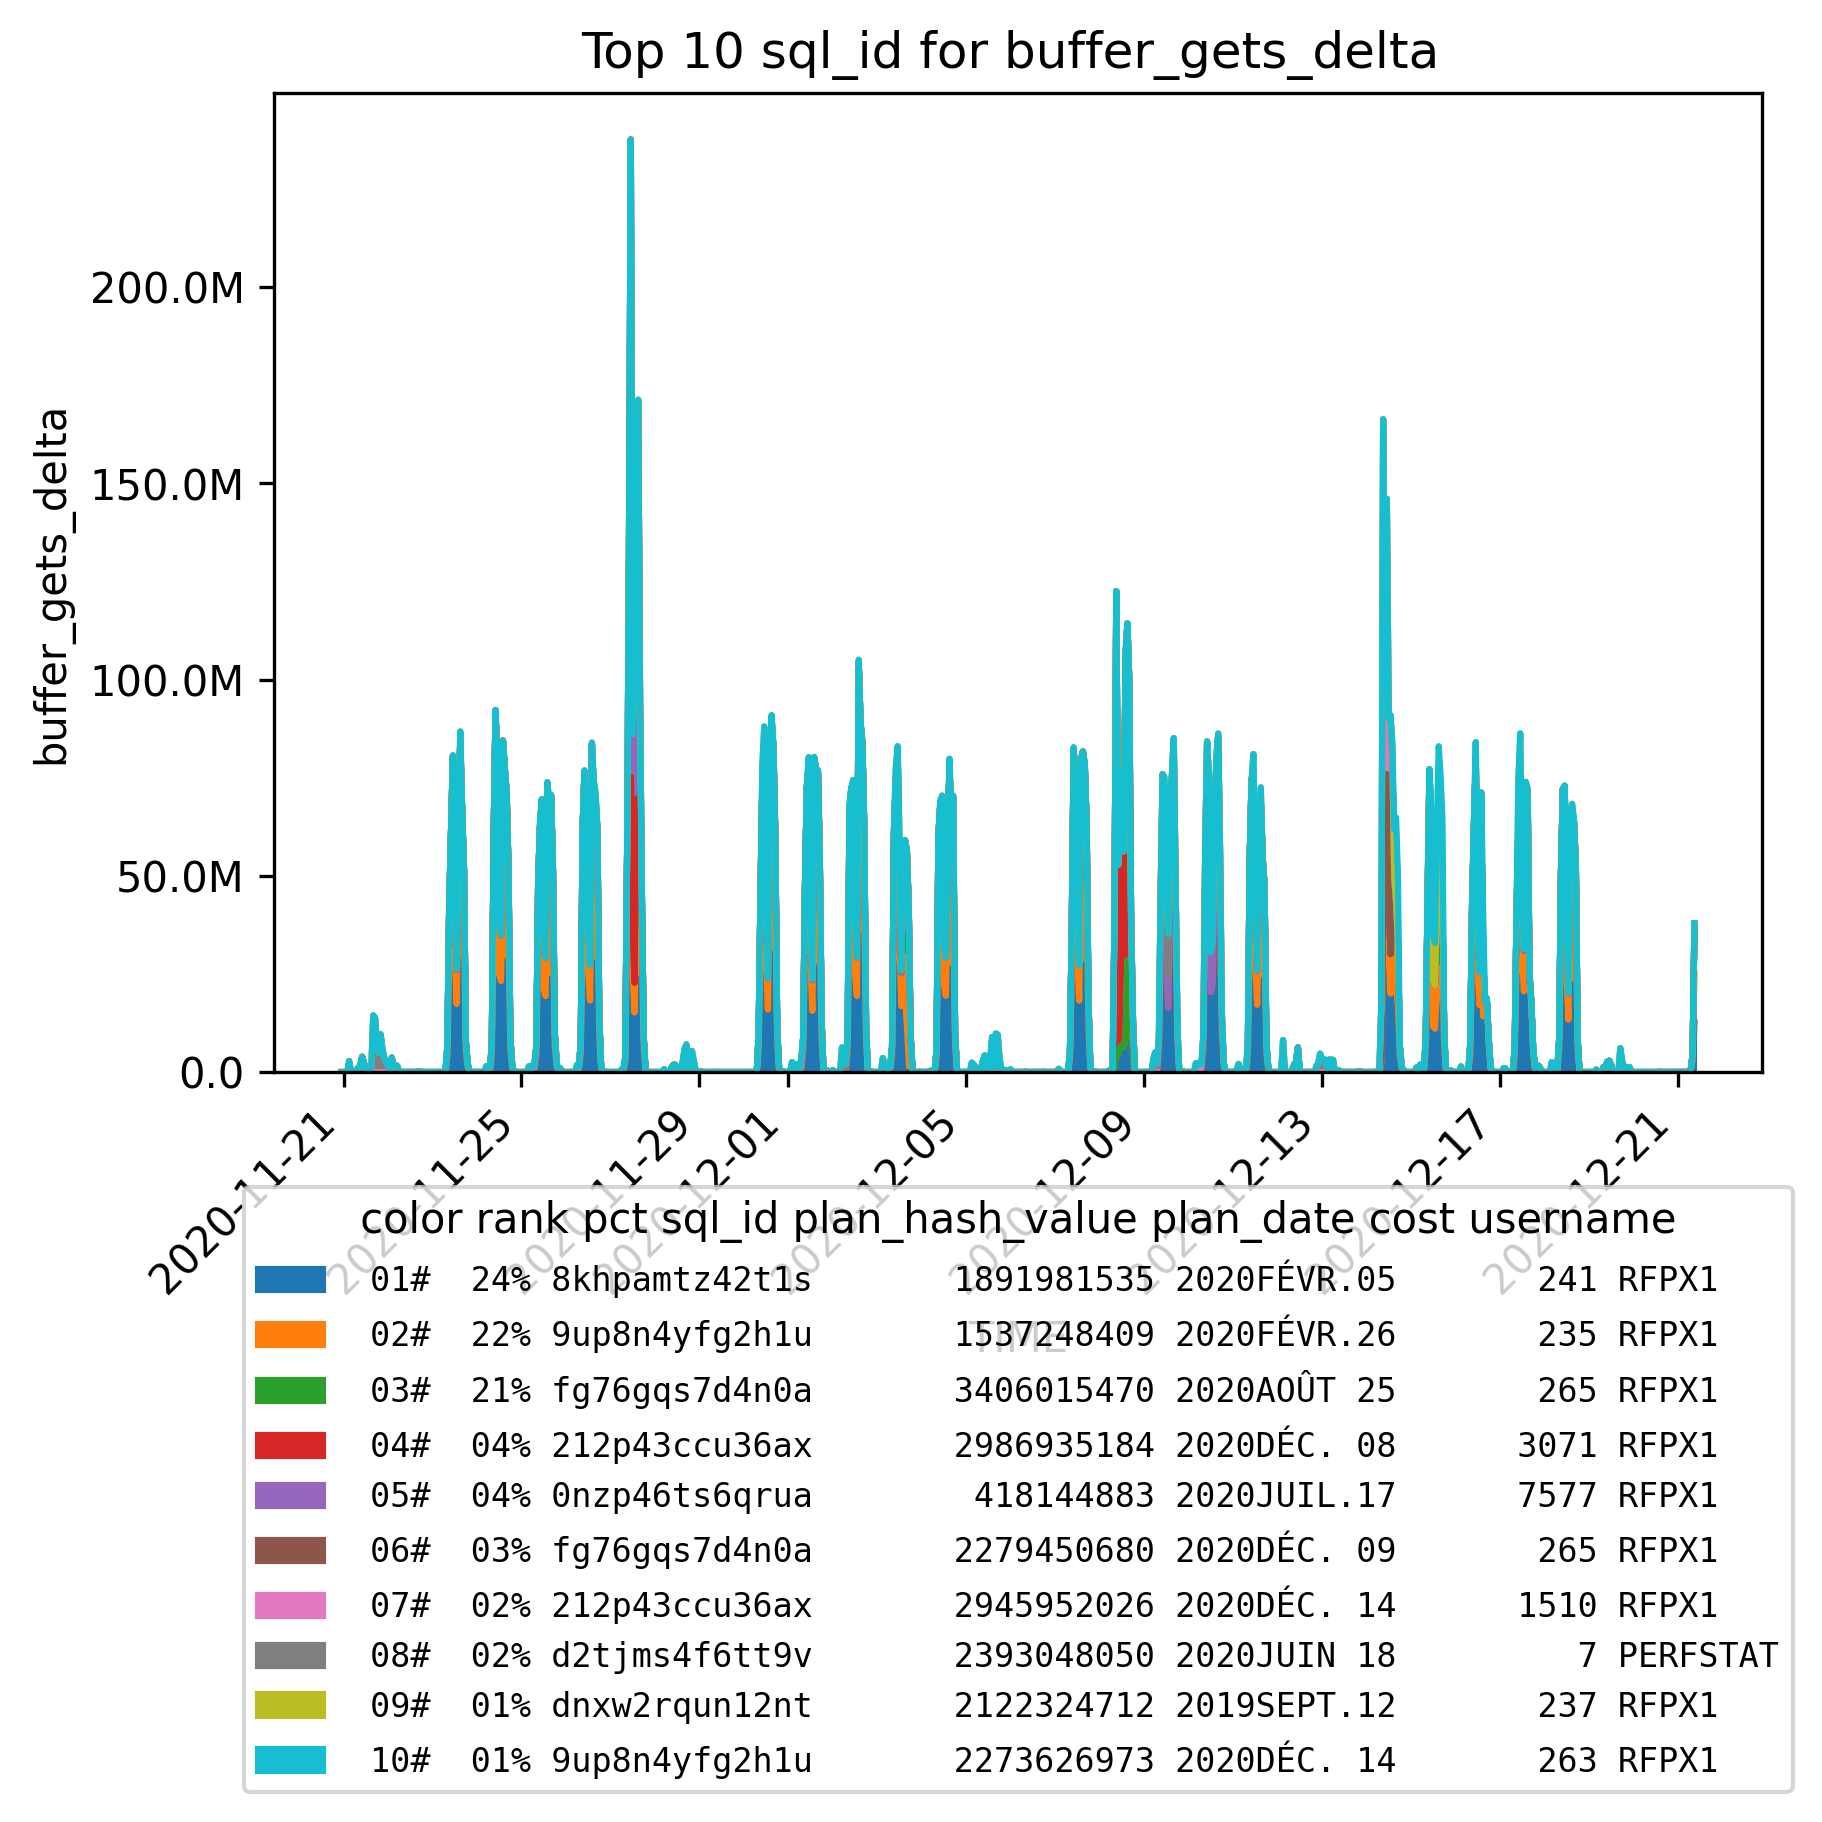 Top 10 sql_id for buffer_gets_delta
buffer_gets_delta
200.0M
150.0M
100.0M
50.0M
0.0
2020-11-21
2020-11-25
2020-11-29
2020-12-01
2020-12-05
2020-12-09
2020-12-13
2020-12-17
2020-12-21
TIME
color rank pct sql_id plan_hash_value plan_date cost username
01# 24% 8khpamtz42t1s 1891981535 2020FÉVR.05 241 RFPX1
02# 22% 9up8n4yfg2h1u 1537248409 2020FÉVR.26 235 RFPX1
03# 21% fg76gqs7d4n0a 3406015470 2020AOÛT 25 265 RFPX1
04# 04% 212p43ccu36ax 2986935184 2020DÉC. 08 3071 RFPX1
05# 04% 0nzp46ts6qrua 418144883 2020JUIL.17 7577 RFPX1
06# 03% fg76gqs7d4n0a 2279450680 2020DÉC. 09 265 RFPX1
07# 02% 212p43ccu36ax 2945952026 2020DÉC. 14 1510 RFPX1
08# 02% d2tjms4f6tt9v 2393048050 2020JUIN 18 7 PERFSTAT
09# 01% dnxw2rqun12nt 2122324712 2019SEPT.12 237 RFPX1
10# 01% 9up8n4yfg2h1u 2273626973 2020DÉC. 14 263 RFPX1